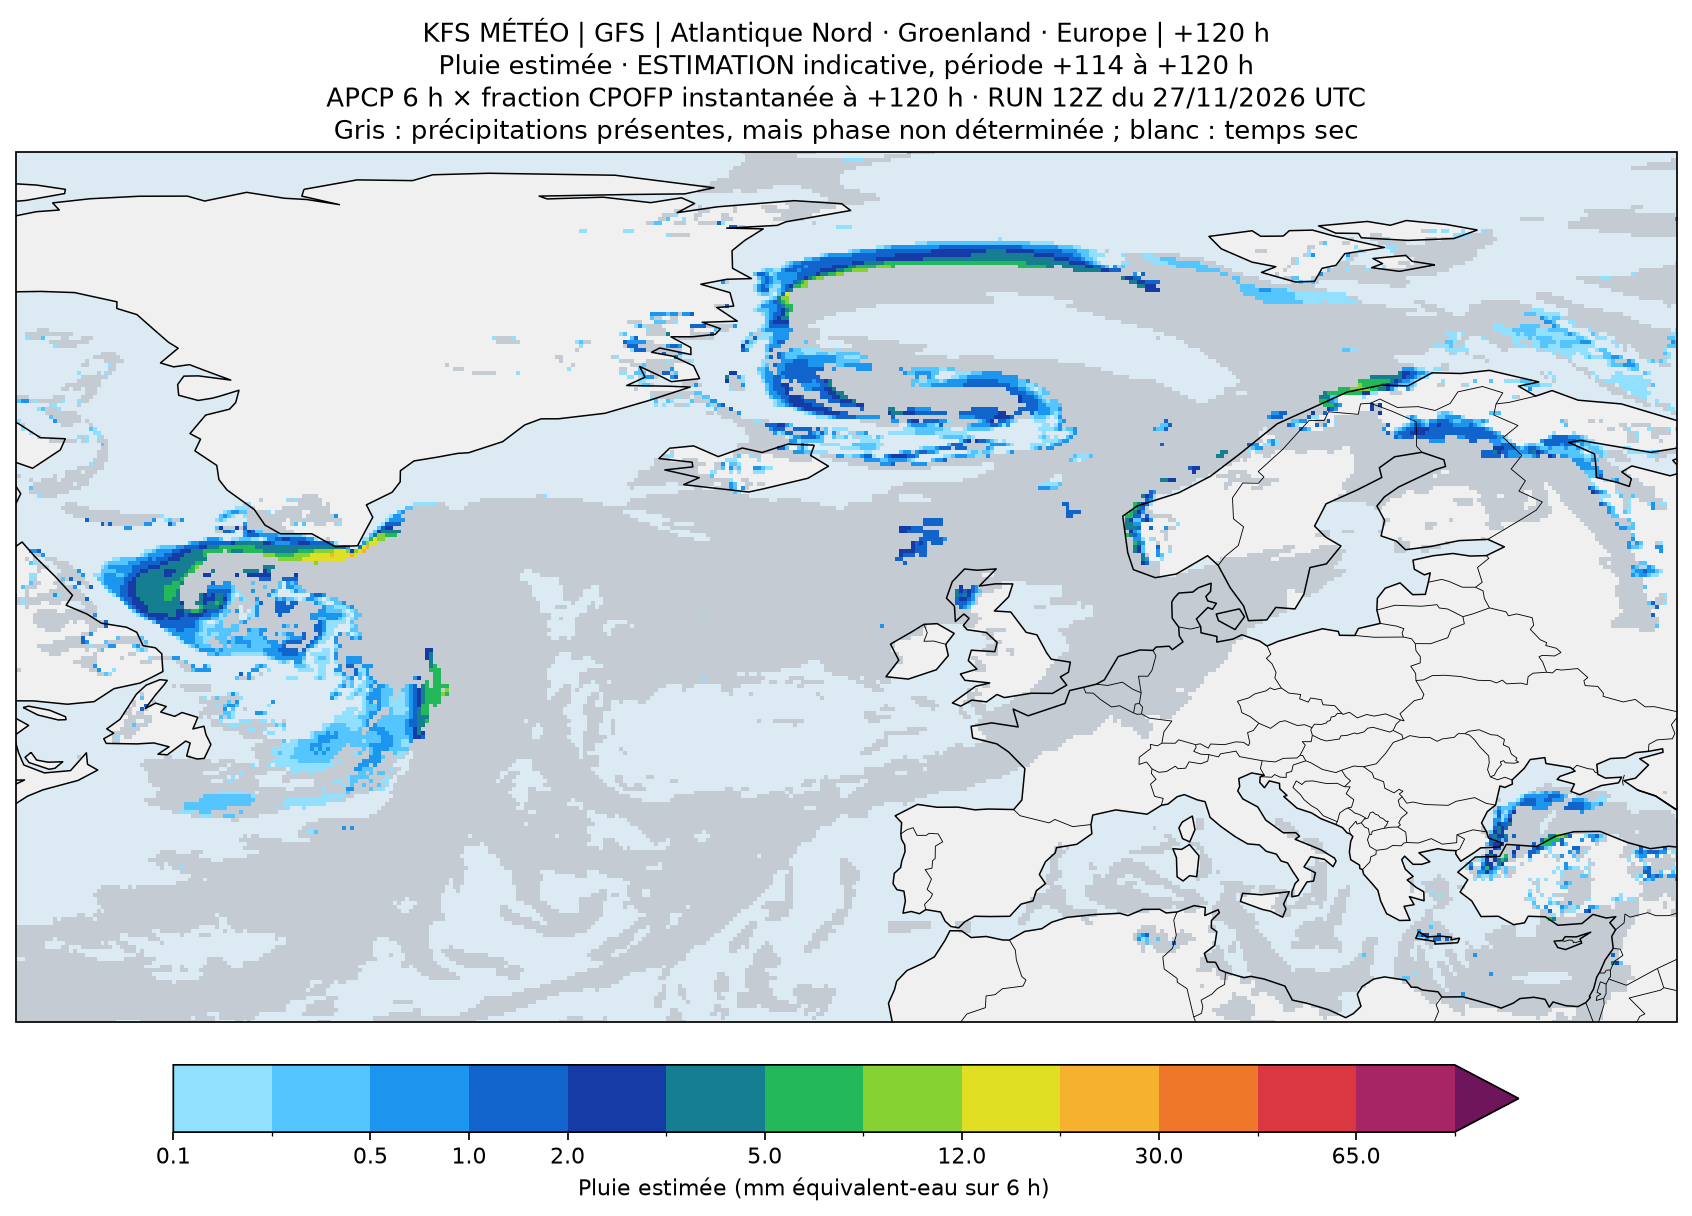 KFS MÉTÉO | GFS | Atlantique Nord · Groenland · Europe | +120 h
Pluie estimée · ESTIMATION indicative, période +114 à +120 h
APCP 6 h × fraction CPOFP instantanée à +120 h · RUN 12Z du 27/11/2026 UTC
Gris : précipitations présentes, mais phase non déterminée ; blanc : temps sec
0.1 0.5 1.0 2.0 5.0 12.0 30.0 65.0
Pluie estimée (mm équivalent-eau sur 6 h)